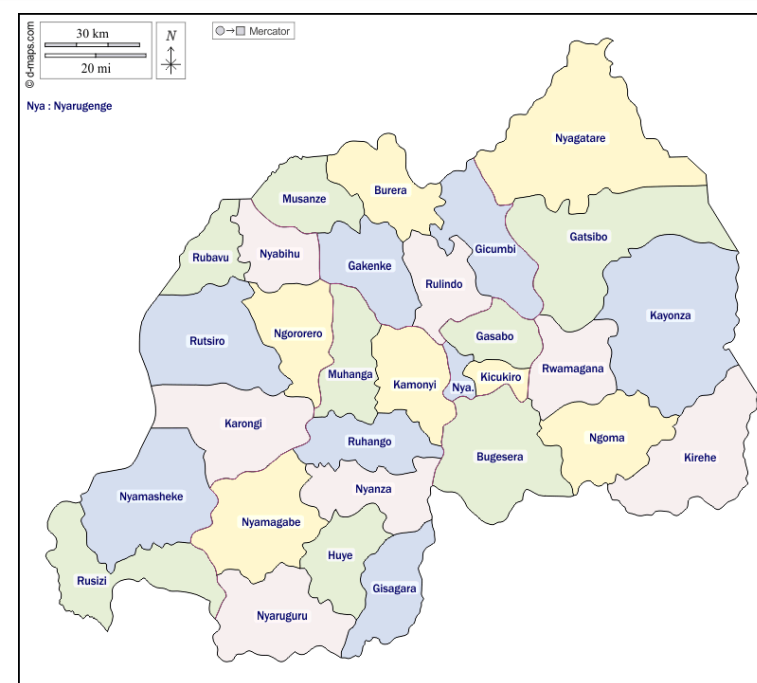 30 km
20 mi
N
Mercator
© d-maps.com
Nya : Nyarugenge
Nyagatare
Burera
Musanze
Gatsibo
Gicumbi
Nyabihu
Rubavu
Gakenke
Rulindo
Kayonza
Ngororero
Gasabo
Rutsiro
Rwamagana
Muhanga
Kicukiro
Kamonyi
Nya.
Karongi
Ngoma
Ruhango
Bugesera
Kirehe
Nyanza
Nyamasheke
Nyamagabe
Huye
Rusizi
Gisagara
Nyaruguru